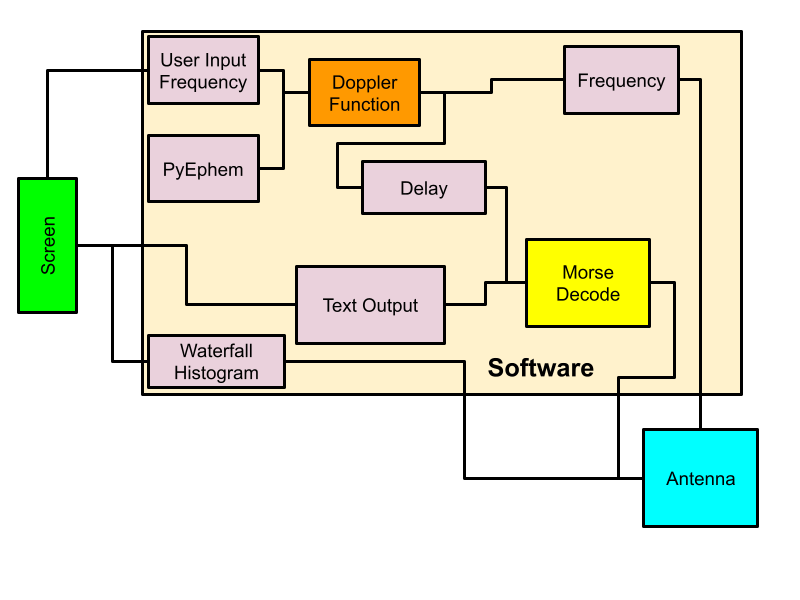 User Input
Frequency
Doppler
Function
Frequency
PyEphem
Delay
Screen
Morse
Decode
Text Output
Waterfall
Histogram
Software
Antenna